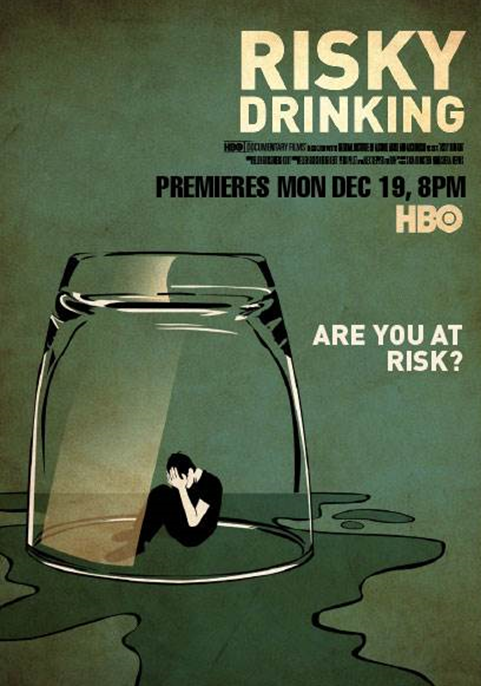 RISKY
DRINKING
HBO DOCUMENTARY FILMS
PREMIERES MON DEC 19, 8PM
HBO
ARE YOU AT
RISK?